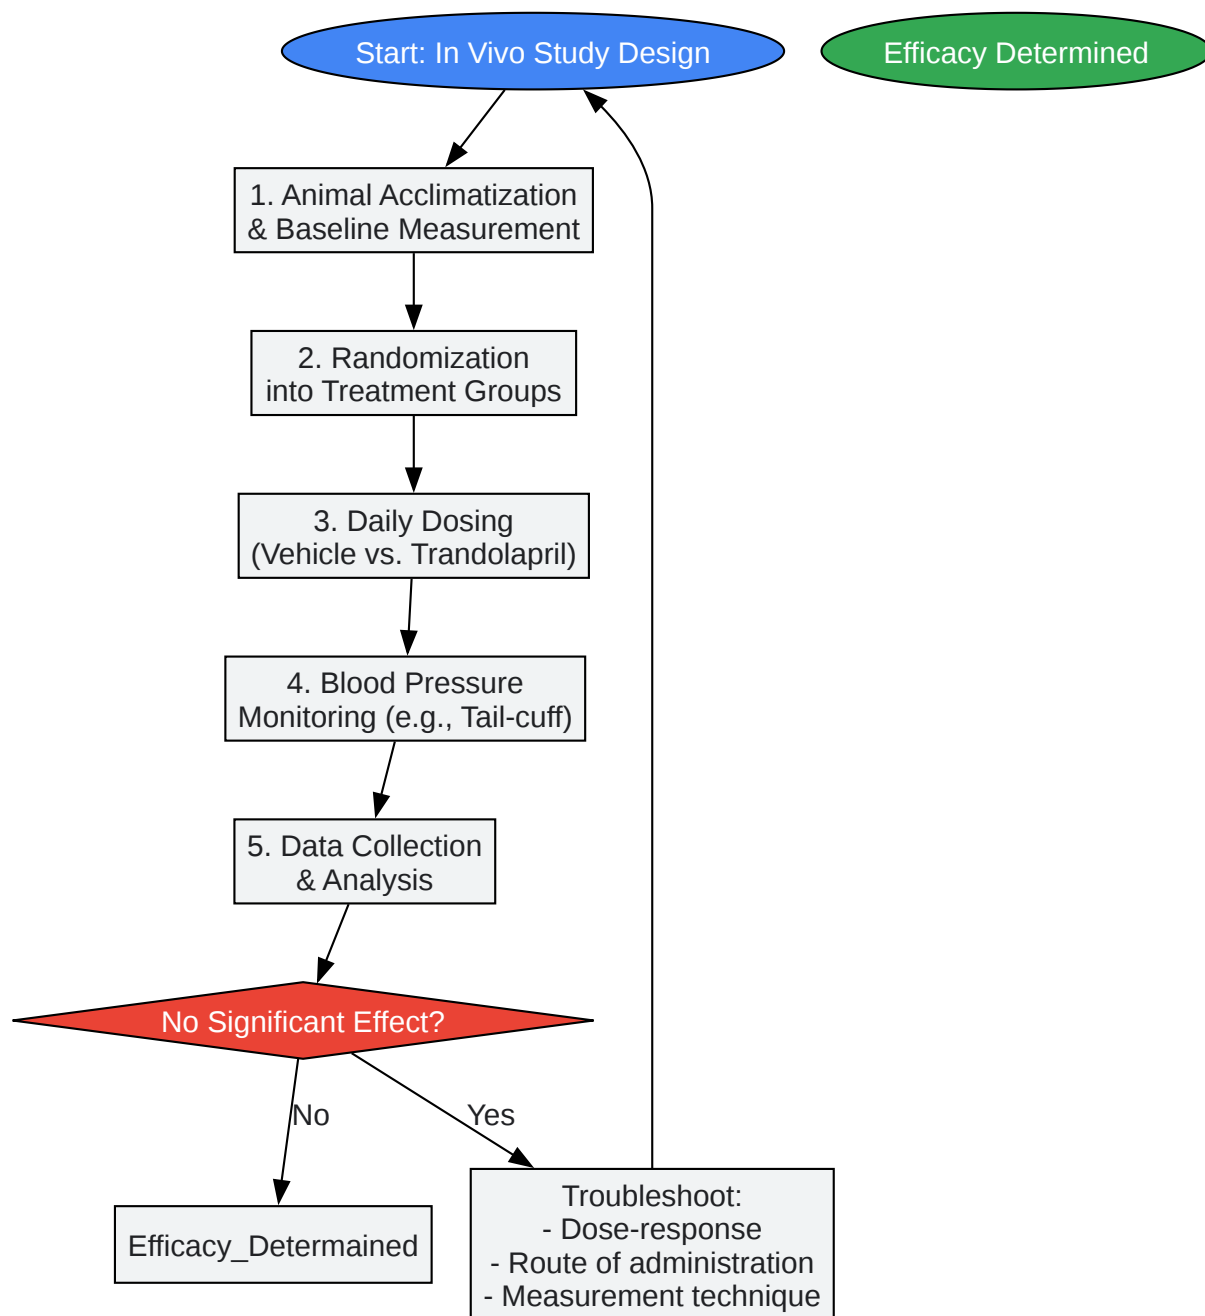 Start: In Vivo Study Design
Efficacy Determined
1. Animal Acclimatization
& Baseline Measurement
2. Randomization
into Treatment Groups
3. Daily Dosing
(Vehicle vs. Trandolapril)
4. Blood Pressure
Monitoring (e.g., Tail-cuff)
5. Data Collection
& Analysis
No Significant Effect?
No
Yes
Efficacy_Determained
Troubleshoot:
- Dose-response
- Route of administration
- Measurement technique